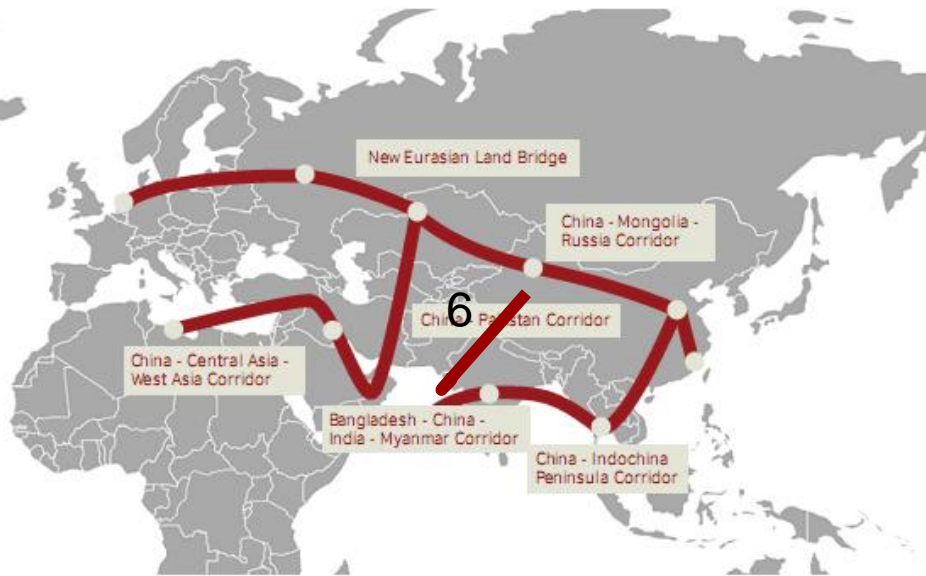 New Eurasian Land Bridge
China - Mongolia -
Russia Corridor
6
China - Pakistan Corridor
China - Central Asia -
West Asia Corridor
Bangladesh - China -
India - Myanmar Corridor
China - Indochina
Peninsula Corridor